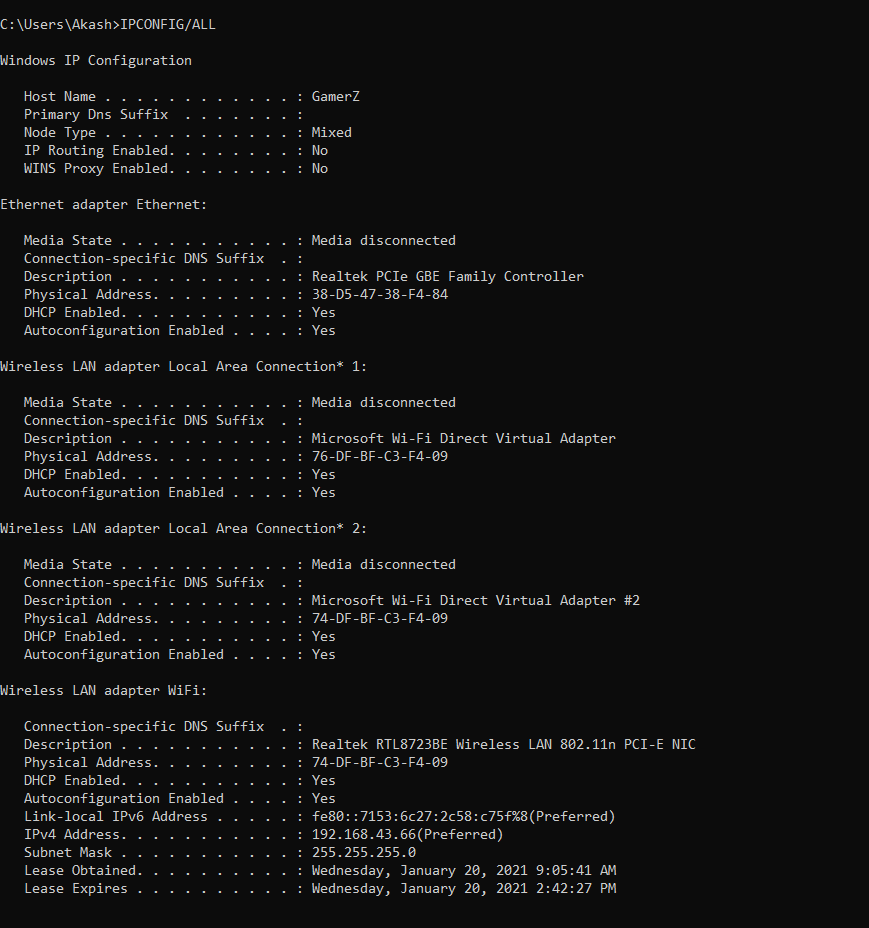 C:\Users\Akash>IPCONFIG/ALL
Windows IP Configuration
Host Name . . . . . . . . . . . . : GamerZ
Primary Dns Suffix  . . . . . . . :
Node Type . . . . . . . . . . . . : Mixed
IP Routing Enabled. . . . . . . . : No
WINS Proxy Enabled. . . . . . . . : No
Ethernet adapter Ethernet:
Media State . . . . . . . . . . . : Media disconnected
Connection-specific DNS Suffix  . :
Description . . . . . . . . . . . : Realtek PCIe GBE Family Controller
Physical Address. . . . . . . . . : 38-D5-47-38-F4-84
DHCP Enabled. . . . . . . . . . . : Yes
Autoconfiguration Enabled . . . . : Yes
Wireless LAN adapter Local Area Connection* 1:
Media State . . . . . . . . . . . : Media disconnected
Connection-specific DNS Suffix  . :
Description . . . . . . . . . . . : Microsoft Wi-Fi Direct Virtual Adapter
Physical Address. . . . . . . . . : 76-DF-BF-C3-F4-09
DHCP Enabled. . . . . . . . . . . : Yes
Autoconfiguration Enabled . . . . : Yes
Wireless LAN adapter Local Area Connection* 2:
Media State . . . . . . . . . . . : Media disconnected
Connection-specific DNS Suffix  . :
Description . . . . . . . . . . . : Microsoft Wi-Fi Direct Virtual Adapter #2
Physical Address. . . . . . . . . : 74-DF-BF-C3-F4-09
DHCP Enabled. . . . . . . . . . . : Yes
Autoconfiguration Enabled . . . . : Yes
Wireless LAN adapter WiFi:
Connection-specific DNS Suffix  . :
Description . . . . . . . . . . . : Realtek RTL8723BE Wireless LAN 802.11n PCI-E NIC
Physical Address. . . . . . . . . : 74-DF-BF-C3-F4-09
DHCP Enabled. . . . . . . . . . . : Yes
Autoconfiguration Enabled . . . . : Yes
Link-local IPv6 Address . . . . . : fe80::7153:6c27:2c58:c75f%8(Preferred)
IPv4 Address. . . . . . . . . . . : 192.168.43.66(Preferred)
Subnet Mask . . . . . . . . . . . : 255.255.255.0
Lease Obtained. . . . . . . . . . : Wednesday, January 20, 2021 9:05:41 AM
Lease Expires . . . . . . . . . . : Wednesday, January 20, 2021 2:42:27 PM